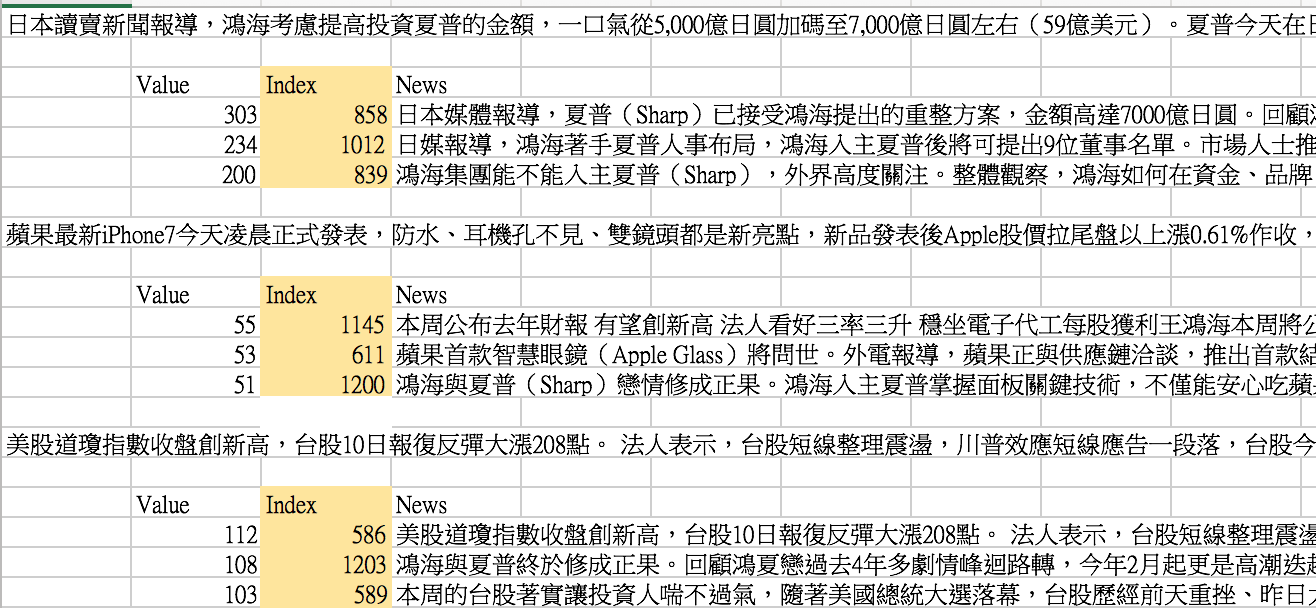 日本讀賣新聞報導，鴻海考慮提高投資夏普的金額，一口氣從5,000億日圓加碼至7,000億日圓左右（59億美元）。夏普今天在日
Value Index News
303 858 日本媒體報導，夏普（Sharp）已接受鴻海提出的重整方案，金額高達7000億日圓。回顧
234 1012 日媒報導，鴻海著手夏普人事布局，鴻海入主夏普後將可提出9位董事名單。市場人士推
200 839 鴻海集團能不能入主夏普（Sharp），外界高度關注。整體觀察，鴻海如何在資金、品牌
蘋果最新iPhone7今天凌晨正式發表，防水、耳機孔不見、雙鏡頭都是新亮點，新品發表後Apple股價拉尾盤以上漲0.61%作收，
Value Index News
55 1145 本周公布去年財報 有望創新高 法人看好三率三升 穩坐電子代工每股獲利王鴻海本周將公
53 611 蘋果首款智慧眼鏡（Apple Glass）將問世。外電報導，蘋果正與供應鏈洽談，推出首款結
51 1200 鴻海與夏普（Sharp）戀情修成正果。鴻海入主夏普掌握面板關鍵技術，不僅能安心吃蘋
美股道瓊指數收盤創新高，台股10日報復反彈大漲208點。 法人表示，台股短線整理震盪，川普效應短線應告一段落，台股今
Value Index News
112 586 美股道瓊指數收盤創新高，台股10日報復反彈大漲208點。 法人表示，台股短線整理震盪
108 1203 鴻海與夏普終於修成正果。回顧鴻夏戀過去4年多劇情峰迴路轉，今年2月起更是高潮迭起
103 589 本周的台股著實讓投資人喘不過氣，隨著美國總統大選落幕，台股歷經前天重挫、昨日